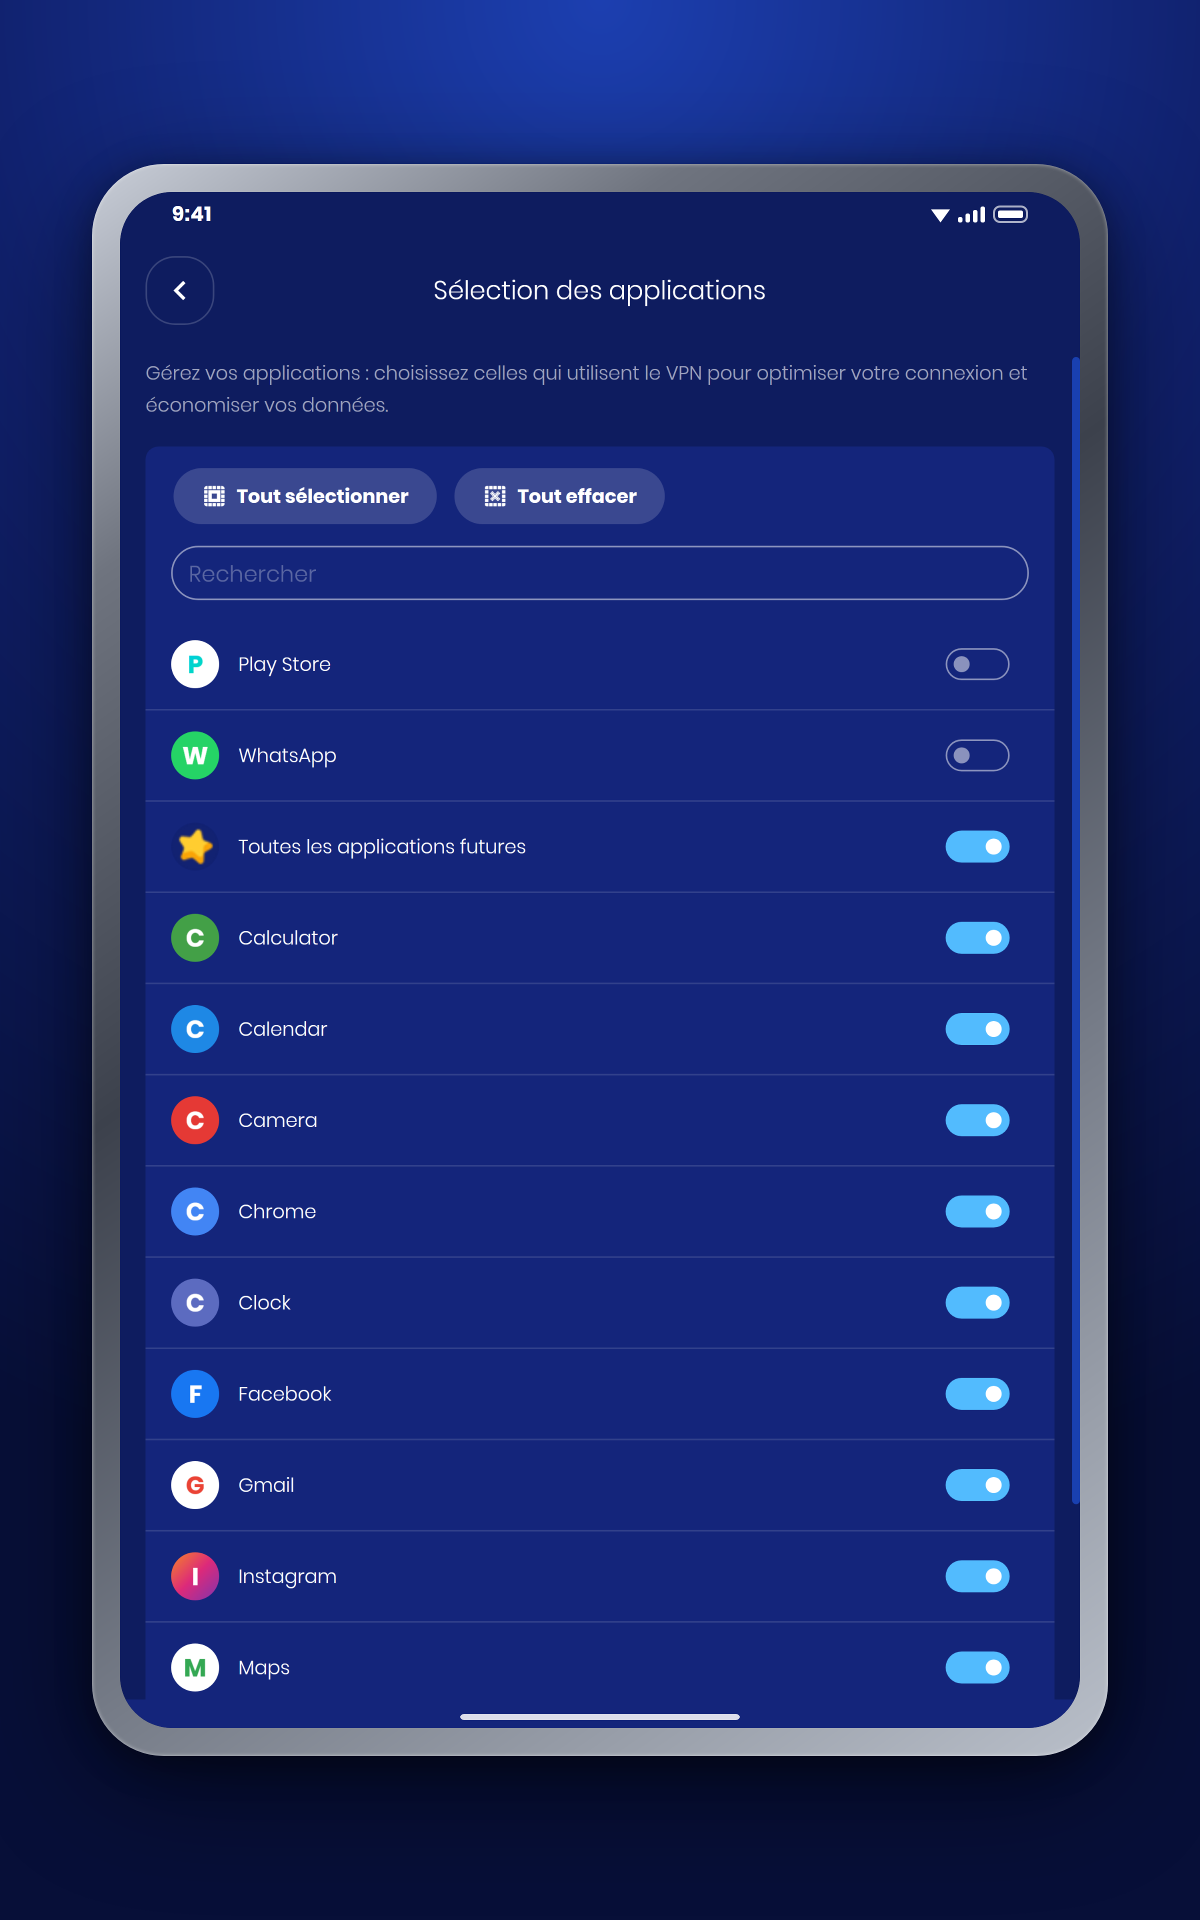 9:41
Sélection des applications
Gérez vos applications : choisissez celles qui utilisent le VPN pour optimiser votre connexion et
économiser vos données.
Tout sélectionner
Tout effacer
Rechercher
P Play Store
W WhatsApp
Toutes les applications futures
C Calculator
C Calendar
C Camera
C Chrome
C Clock
F Facebook
G Gmail
I Instagram
M Maps